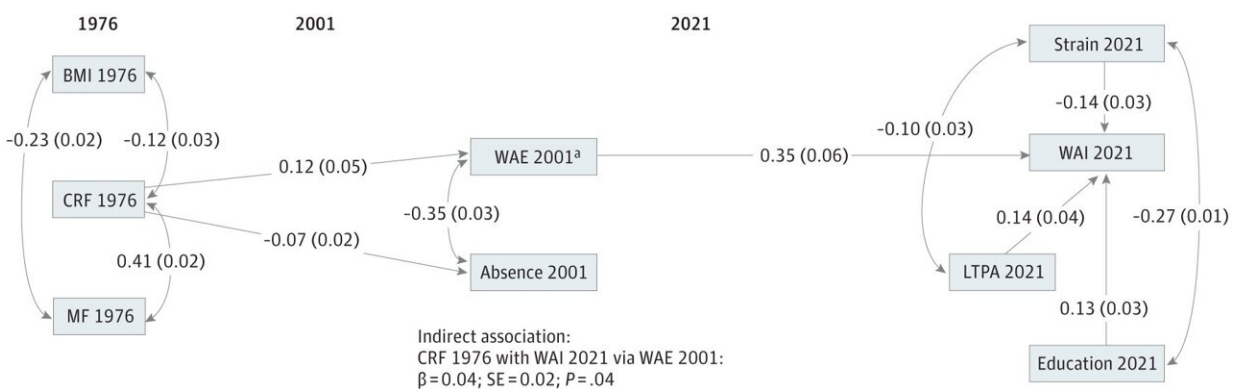 1976
2001
2021
BMI 1976
-0.23 (0.02)
-0.12 (0.03)
CRF 1976
0.41 (0.02)
MF 1976
0.12 (0.05)
-0.07 (0.02)
WAE 2001ᵃ
-0.35 (0.03)
Absence 2001
0.35 (0.06)
Strain 2021
-0.14 (0.03)
-0.10 (0.03)
WAI 2021
0.14 (0.04)
-0.27 (0.01)
LTPA 2021
0.13 (0.03)
Education 2021
Indirect association:
CRF 1976 with WAI 2021 via WAE 2001:
β=0.04; SE=0.02; P=.04